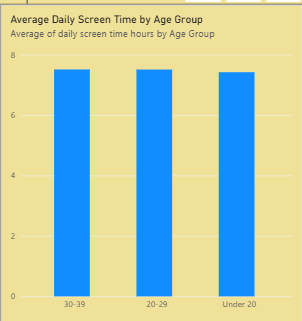 Average Daily Screen Time by Age Group
Average of daily screen time hours by Age Group
8
6
4
2
0
30-39 20-29 Under 20